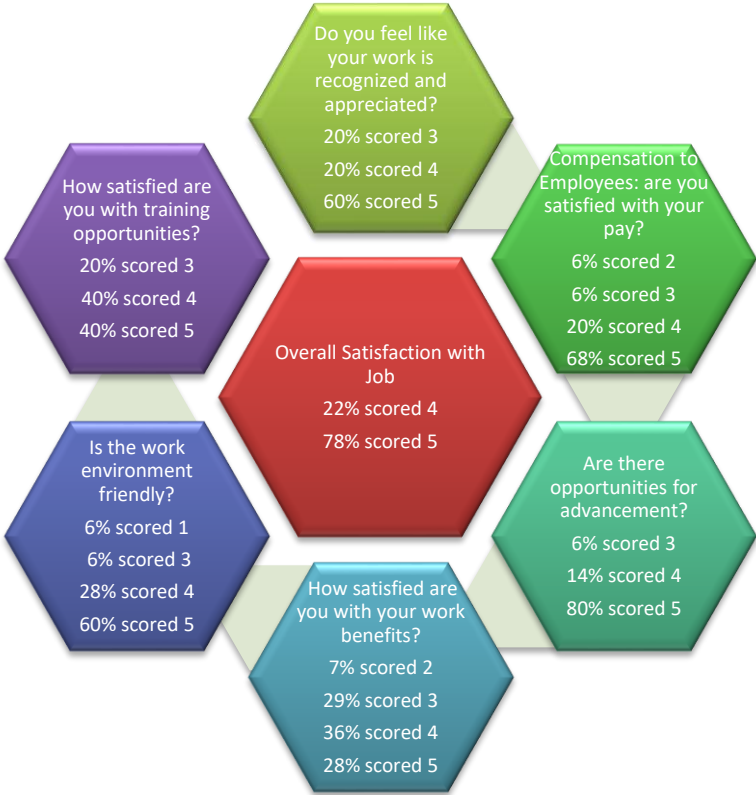 Do you feel like
your work is
recognized and
appreciated?
20% scored 3
20% scored 4
60% scored 5
Compensation to
Employees: are you
satisfied with your
pay?
6% scored 2
6% scored 3
20% scored 4
68% scored 5
Are there
opportunities for
advancement?
6% scored 3
14% scored 4
80% scored 5
How satisfied are
you with your work
benefits?
7% scored 2
29% scored 3
36% scored 4
28% scored 5
Is the work
environment
friendly?
6% scored 1
6% scored 3
28% scored 4
60% scored 5
How satisfied are
you with training
opportunities?
20% scored 3
40% scored 4
40% scored 5
Overall Satisfaction with
Job
22% scored 4
78% scored 5